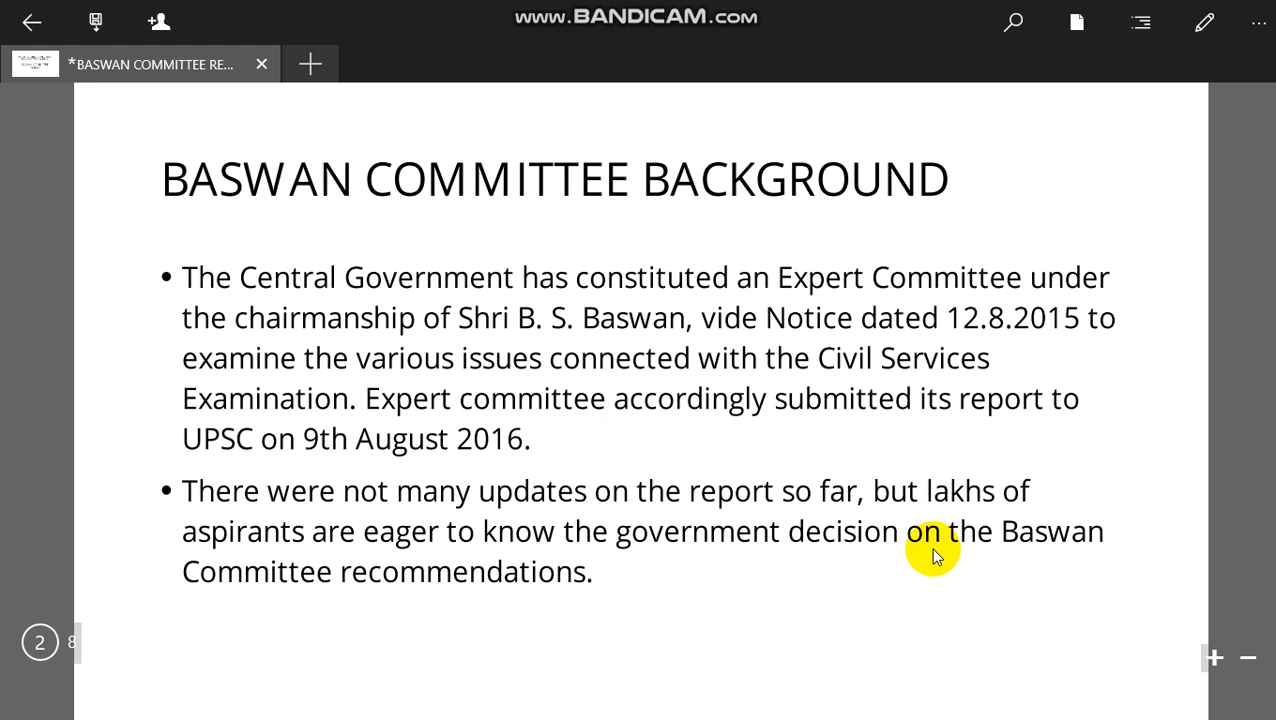 www.BANDICAM.com
*BASWAN COMMITTEE RE...
BASWAN COMMITTEE BACKGROUND
• The Central Government has constituted an Expert Committee under
the chairmanship of Shri B. S. Baswan, vide Notice dated 12.8.2015 to
examine the various issues connected with the Civil Services
Examination. Expert committee accordingly submitted its report to
UPSC on 9th August 2016.
• There were not many updates on the report so far, but lakhs of
aspirants are eager to know the government decision on the Baswan
Committee recommendations.
2 8